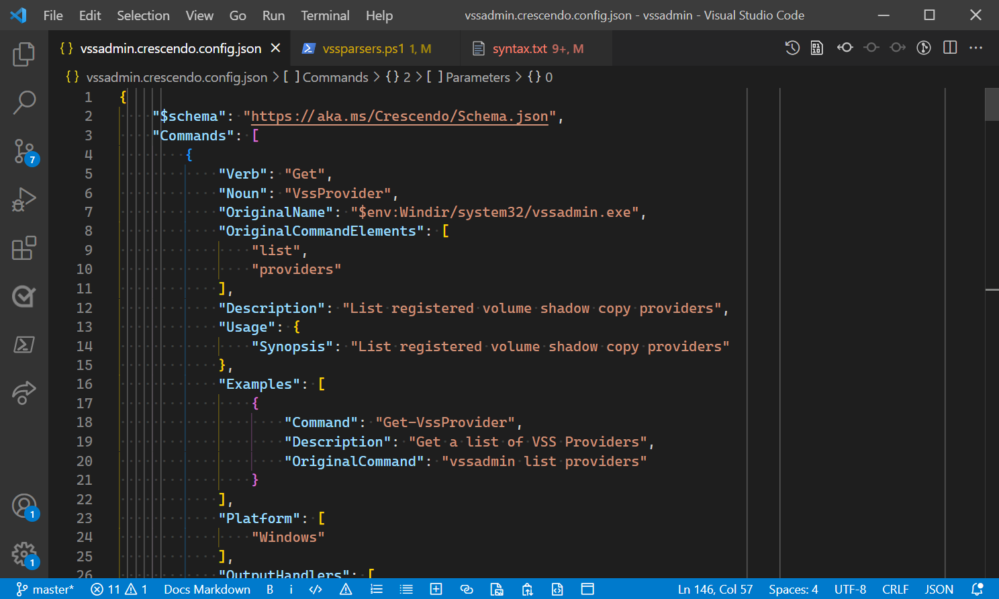 File Edit Selection View Go Run Terminal Help vssadmin.crescendo.config.json - vssadmin - Visual Studio Code
{ } vssadmin.crescendo.config.json vssparsers.ps1 1, M syntax.txt 9+, M
{ } vssadmin.crescendo.config.json > [ ] Commands > { } 2 > [ ] Parameters > { } 0
1 {
2 "$schema": "https://aka.ms/Crescendo/Schema.json",
3 "Commands": [
4 {
5 "Verb": "Get",
6 "Noun": "VssProvider",
7 "OriginalName": "$env:Windir/system32/vssadmin.exe",
8 "OriginalCommandElements": [
9 "list",
10 "providers"
11 ],
12 "Description": "List registered volume shadow copy providers",
13 "Usage": {
14 "Synopsis": "List registered volume shadow copy providers"
15 },
16 "Examples": [
17 {
18 "Command": "Get-VssProvider",
19 "Description": "Get a list of VSS Providers",
20 "OriginalCommand": "vssadmin list providers"
21 }
22 ],
23 "Platform": [
24 "Windows"
25 ],
26 "OutputHandlers": [
7
1
1
master* 11 1 Docs Markdown B i </> Ln 146, Col 57 Spaces: 4 UTF-8 CRLF JSON